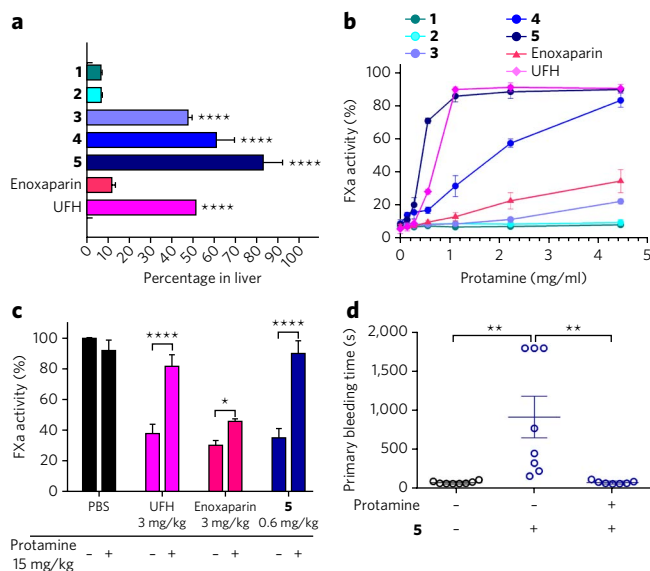 a
1
2
3
4
5
Enoxaparin
UFH
****
****
****
****
0 10 20 30 40 50 60 70 80 90 100
Percentage in liver
b
1
2
3
4
5
Enoxaparin
UFH
FXa activity (%)
100
80
60
40
20
0
0 1 2 3 4 5
Protamine (mg/ml)
c
FXa activity (%)
100
80
60
40
20
0
****
*
****
PBS
UFH
3 mg/kg
Enoxaparin
3 mg/kg
5
0.6 mg/kg
Protamine
15 mg/kg
– + – + – + – +
d
Primary bleeding time (s)
2,000
1,500
1,000
500
0
** **
Protamine – – +
5 – + +